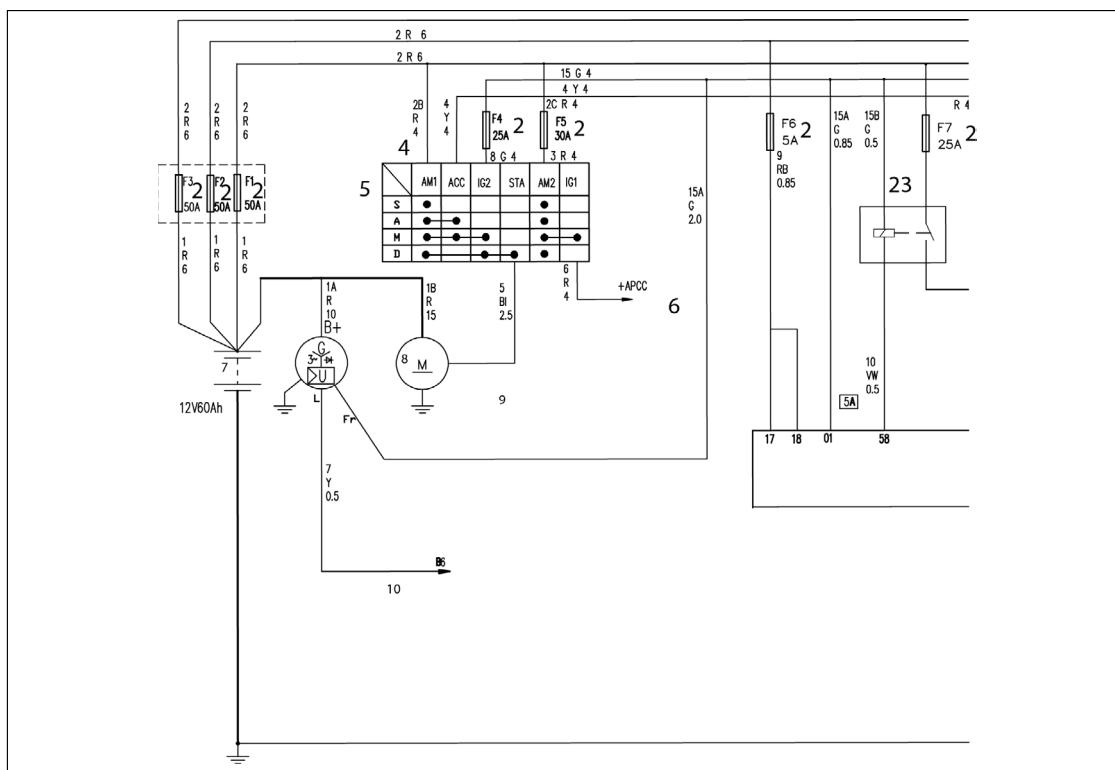 2 R 6
2 R 6
15 G 4
4 Y 4
2 R 6
2 R 6
2 R 6
2B R 4
4 Y 4
F4 25A 2
2C R 4
F5 30A 2
8 G 4
3 R 4
F6 5A 2
9 RB 0.85
15A G 0.85
15B G 0.5
R 4
F7 25A 2
4
5
AM1 ACC IG2 STA AM2 IG1
S
A
M
D
F3 2 50A
F2 2 50A
F1 2 50A
15A G 2.0
23
1 R 6
1 R 6
1 R 6
1A R 10
B+
1B R 15
5 Bl 2.5
6 R 4
+APCC
6
7
12V60Ah
G
3~
U
L
Fr
8
M
9
10 VW 0.5
5A
17 18 01 58
7 Y 0.5
10